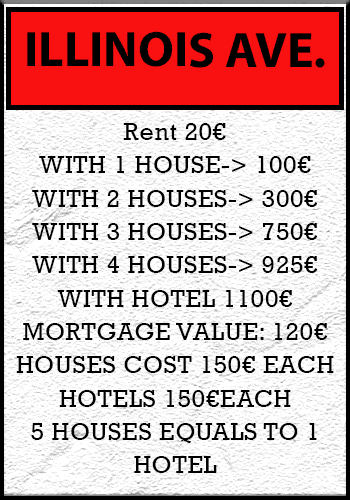 ILLINOIS AVE.
Rent 20€
WITH 1 HOUSE-> 100€
WITH 2 HOUSES-> 300€
WITH 3 HOUSES-> 750€
WITH 4 HOUSES-> 925€
WITH HOTEL 1100€
MORTGAGE VALUE: 120€
HOUSES COST 150€ EACH
HOTELS 150€EACH
5 HOUSES EQUALS TO 1
HOTEL